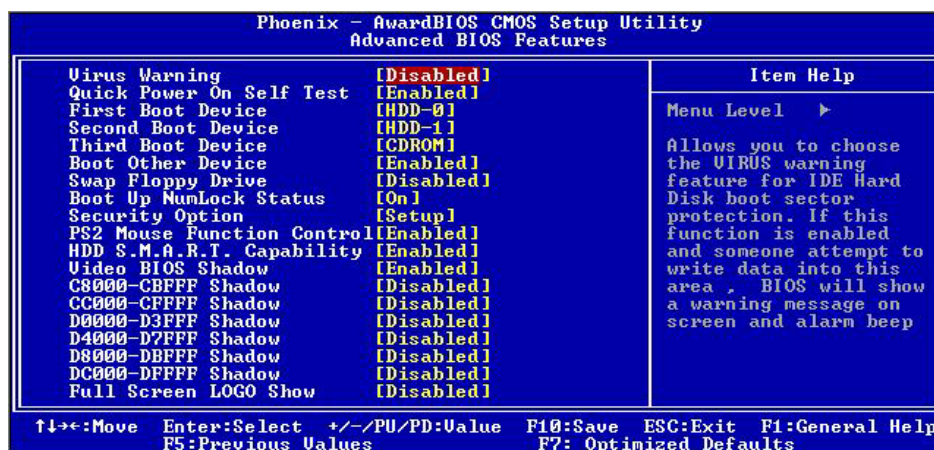 Phoenix - AwardBIOS CMOS Setup Utility
Advanced BIOS Features
Virus Warning [Disabled]
Quick Power On Self Test [Enabled]
First Boot Device [HDD-0]
Second Boot Device [HDD-1]
Third Boot Device [CDROM]
Boot Other Device [Enabled]
Swap Floppy Drive [Disabled]
Boot Up NumLock Status [On]
Security Option [Setup]
PS2 Mouse Function Control[Enabled]
HDD S.M.A.R.T. Capability [Enabled]
Video BIOS Shadow [Enabled]
C8000-CBFFF Shadow [Disabled]
CC000-CFFFF Shadow [Disabled]
D0000-D3FFF Shadow [Disabled]
D4000-D7FFF Shadow [Disabled]
D8000-DBFFF Shadow [Disabled]
DC000-DFFFF Shadow [Disabled]
Full Screen LOGO Show [Disabled]
Item Help
Menu Level ►
Allows you to choose
the VIRUS warning
feature for IDE Hard
Disk boot sector
protection. If this
function is enabled
and someone attempt to
write data into this
area , BIOS will show
a warning message on
screen and alarm beep
↑↓→←:Move Enter:Select +/-/PU/PD:Value F10:Save ESC:Exit F1:General Help
F5:Previous Values F7: Optimized Defaults